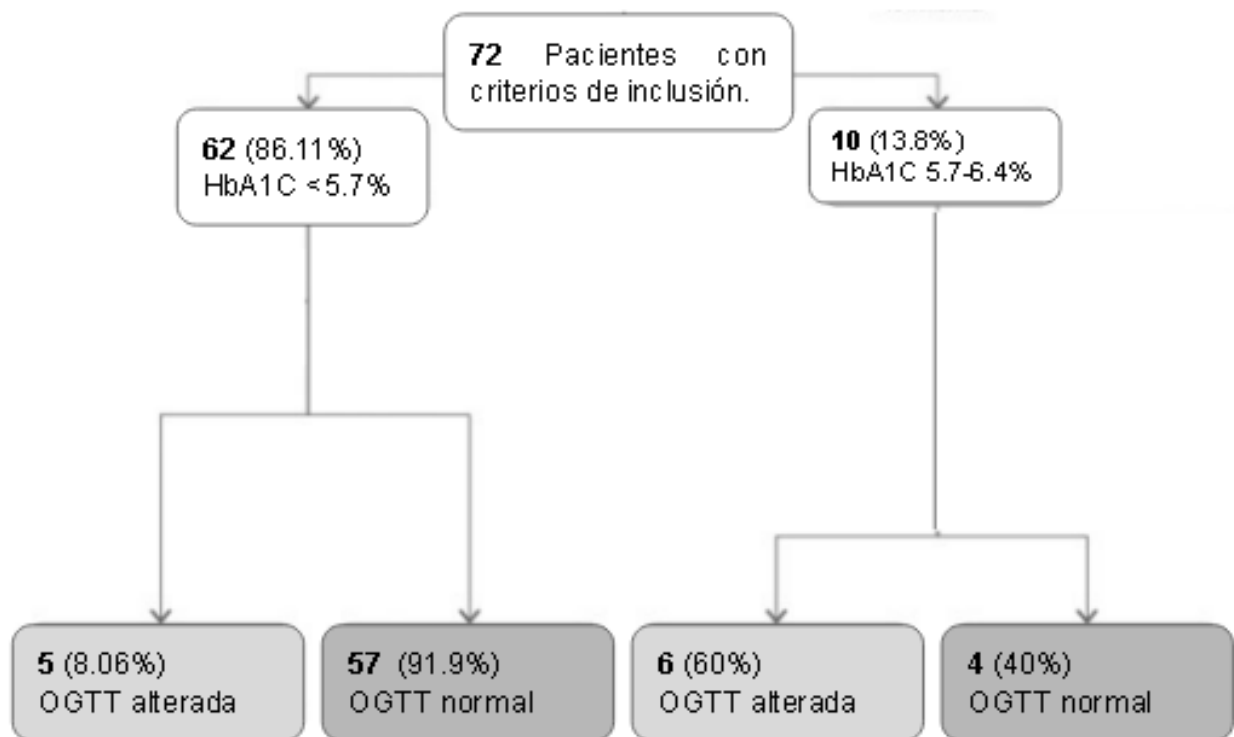 72 Pacientes con
criterios de inclusión.
62 (86.11%)
HbA1C <5.7%
10 (13.8%)
HbA1C 5.7-6.4%
5 (8.06%)
OGTT alterada
57 (91.9%)
OGTT normal
6 (60%)
OGTT alterada
4 (40%)
OGTT normal